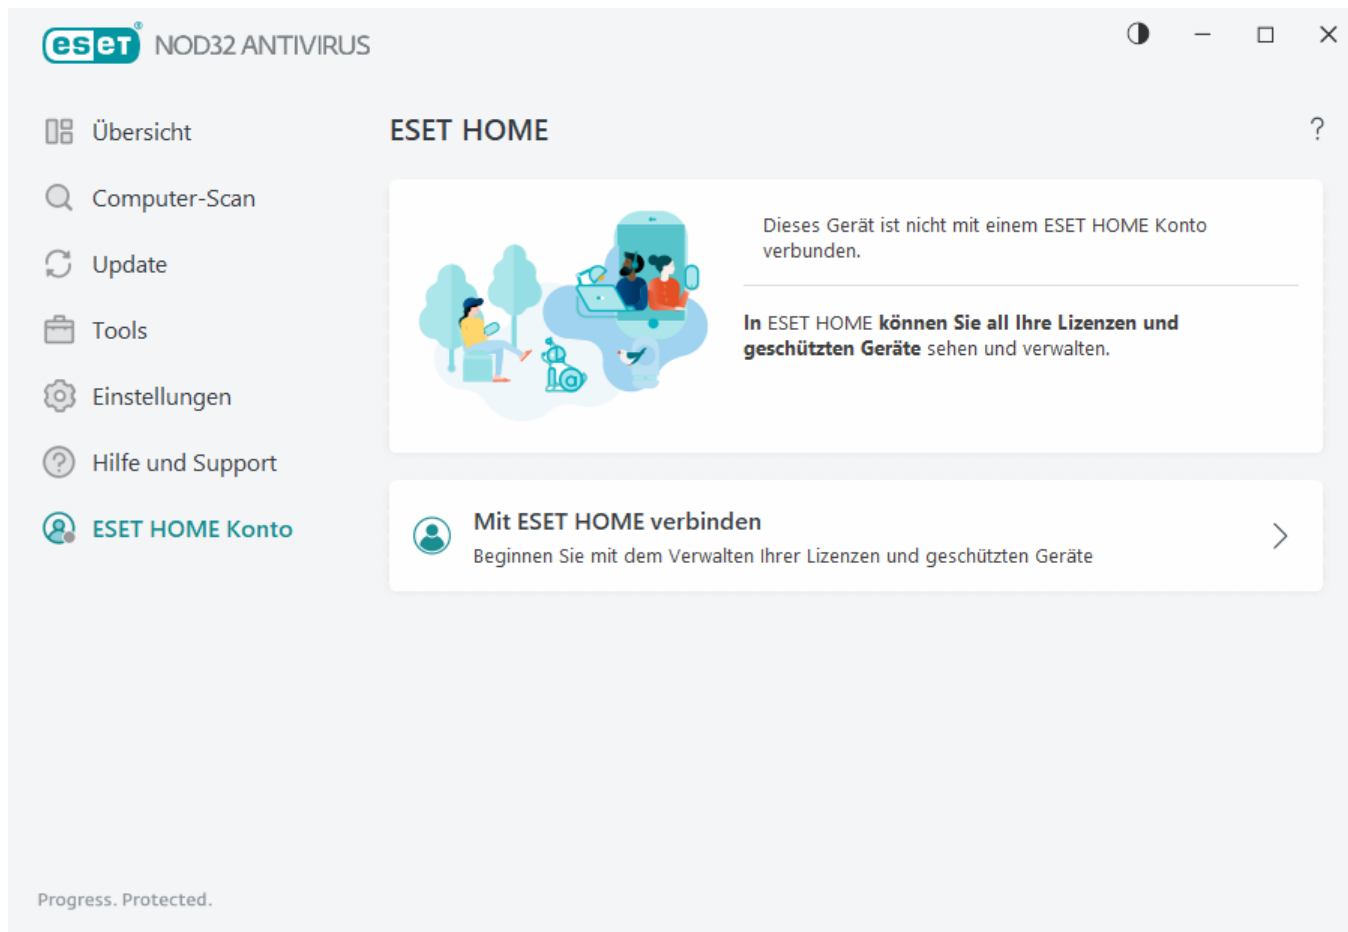 eset® NOD32 ANTIVIRUS
Übersicht
Computer-Scan
Update
Tools
Einstellungen
Hilfe und Support
ESET HOME Konto
ESET HOME
?
Dieses Gerät ist nicht mit einem ESET HOME Konto
verbunden.
In ESET HOME können Sie all Ihre Lizenzen und
geschützten Geräte sehen und verwalten.
Mit ESET HOME verbinden
Beginnen Sie mit dem Verwalten Ihrer Lizenzen und geschützten Geräte
Progress. Protected.